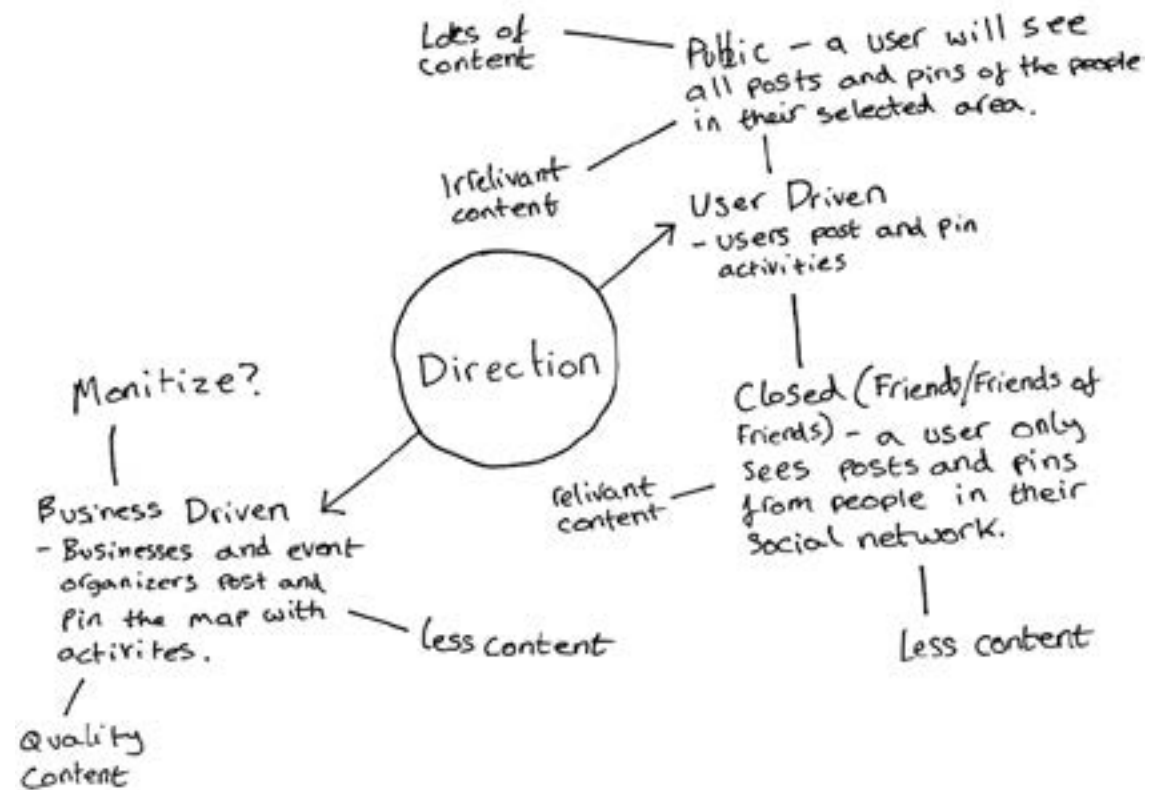 Lots of
content
Public - a user will see
all posts and pins of the people
in their selected area.
Irrelivant
content
User Driven
- users post and pin
activities
Direction
Monitize?
Closed (Friends/Friends of
Friends) - a user only
sees posts and pins
from people in their
social network.
relivant
content
Business Driven
- Businesses and event
organizers post and
pin the map with
activites.
less content
Less content
Quality
Content